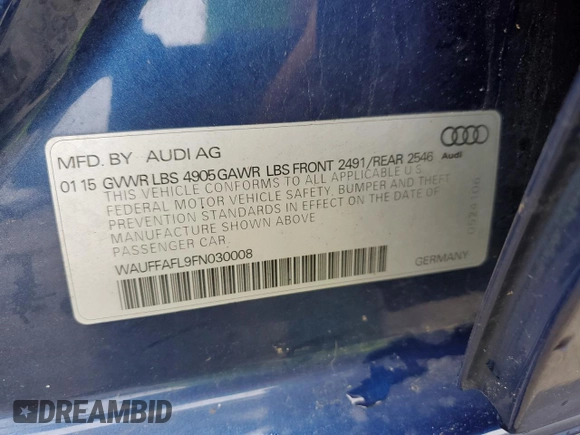 MFD. BY AUDI AG
Audi
01 15 GVWR LBS 4905 GAWR LBS FRONT 2491/REAR 2546
THIS VEHICLE CONFORMS TO ALL APPLICABLE U.S.
FEDERAL MOTOR VEHICLE SAFETY, BUMPER AND THEFT
PREVENTION STANDARDS IN EFFECT ON THE DATE OF
MANUFACTURE SHOWN ABOVE
PASSENGER CAR.
WAUFFAFL9FN030008
GERMANY
DREAMBID